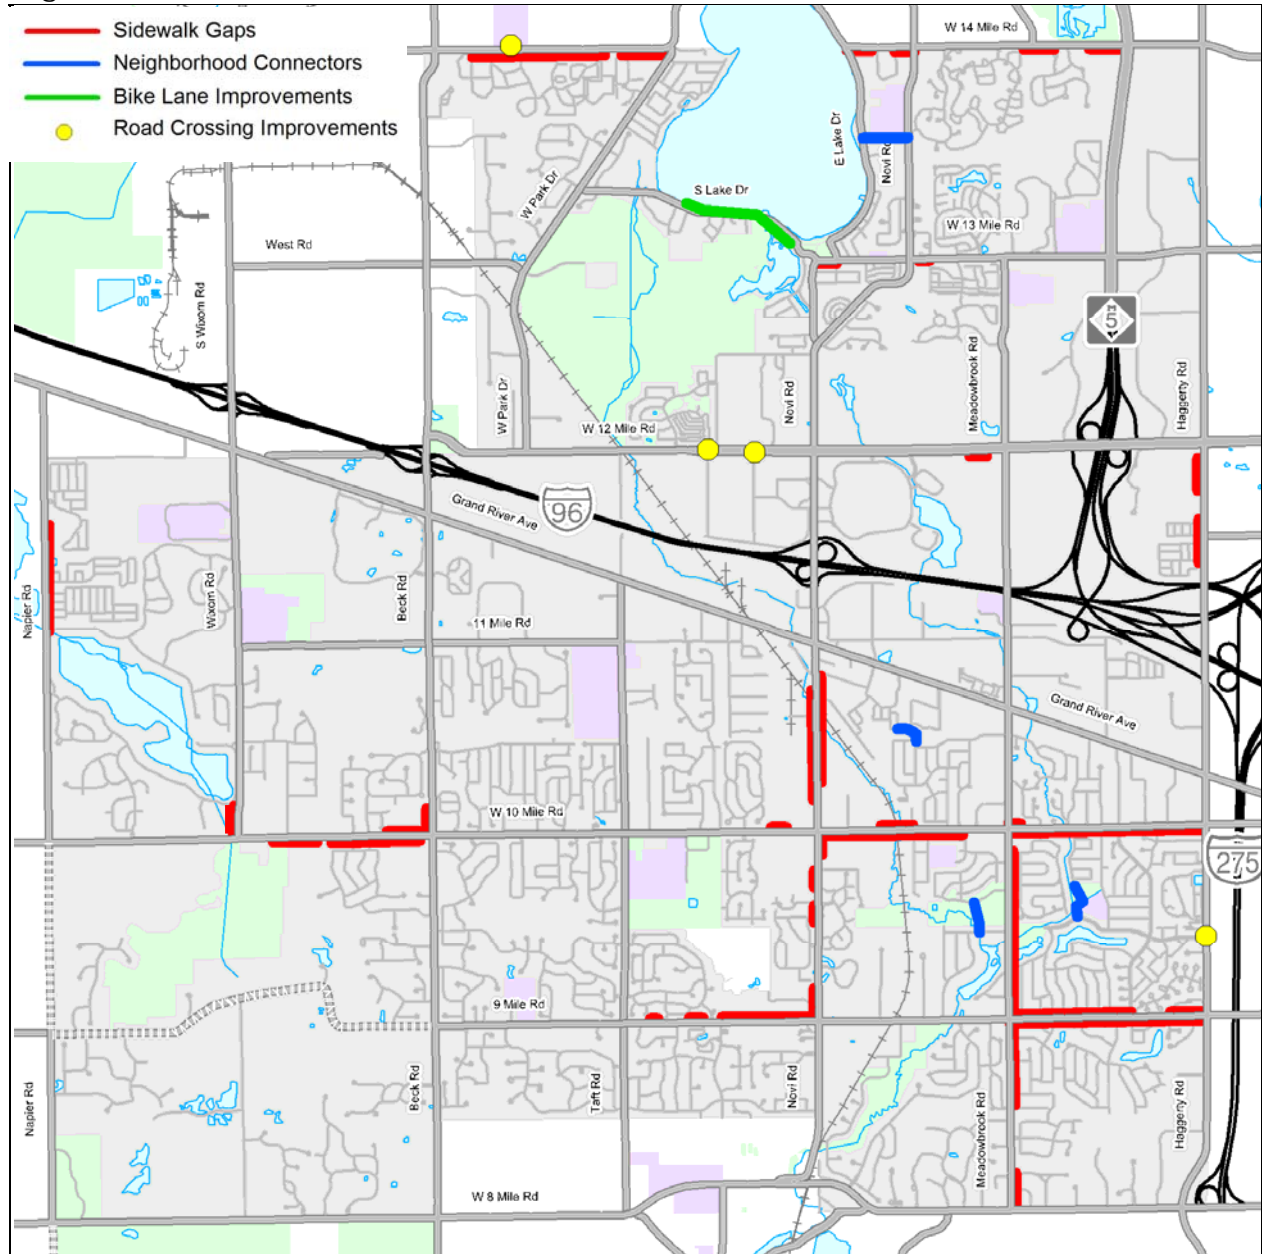 Sidewalk Gaps
Neighborhood Connectors
Bike Lane Improvements
Road Crossing Improvements
W 14 Mile Rd
E Lake Dr
Novi Rd
W Park Dr
S Lake Dr
W 13 Mile Rd
West Rd
S Wixom Rd
5
Meadowbrook Rd
Haggerty Rd
W Park Dr
Novi Rd
W 12 Mile Rd
Grand River Ave
96
Napier Rd
Wixom Rd
Beck Rd
11 Mile Rd
Grand River Ave
W 10 Mile Rd
275
9 Mile Rd
Napier Rd
Beck Rd
Taft Rd
Novi Rd
Meadowbrook Rd
Haggerty Rd
W 8 Mile Rd